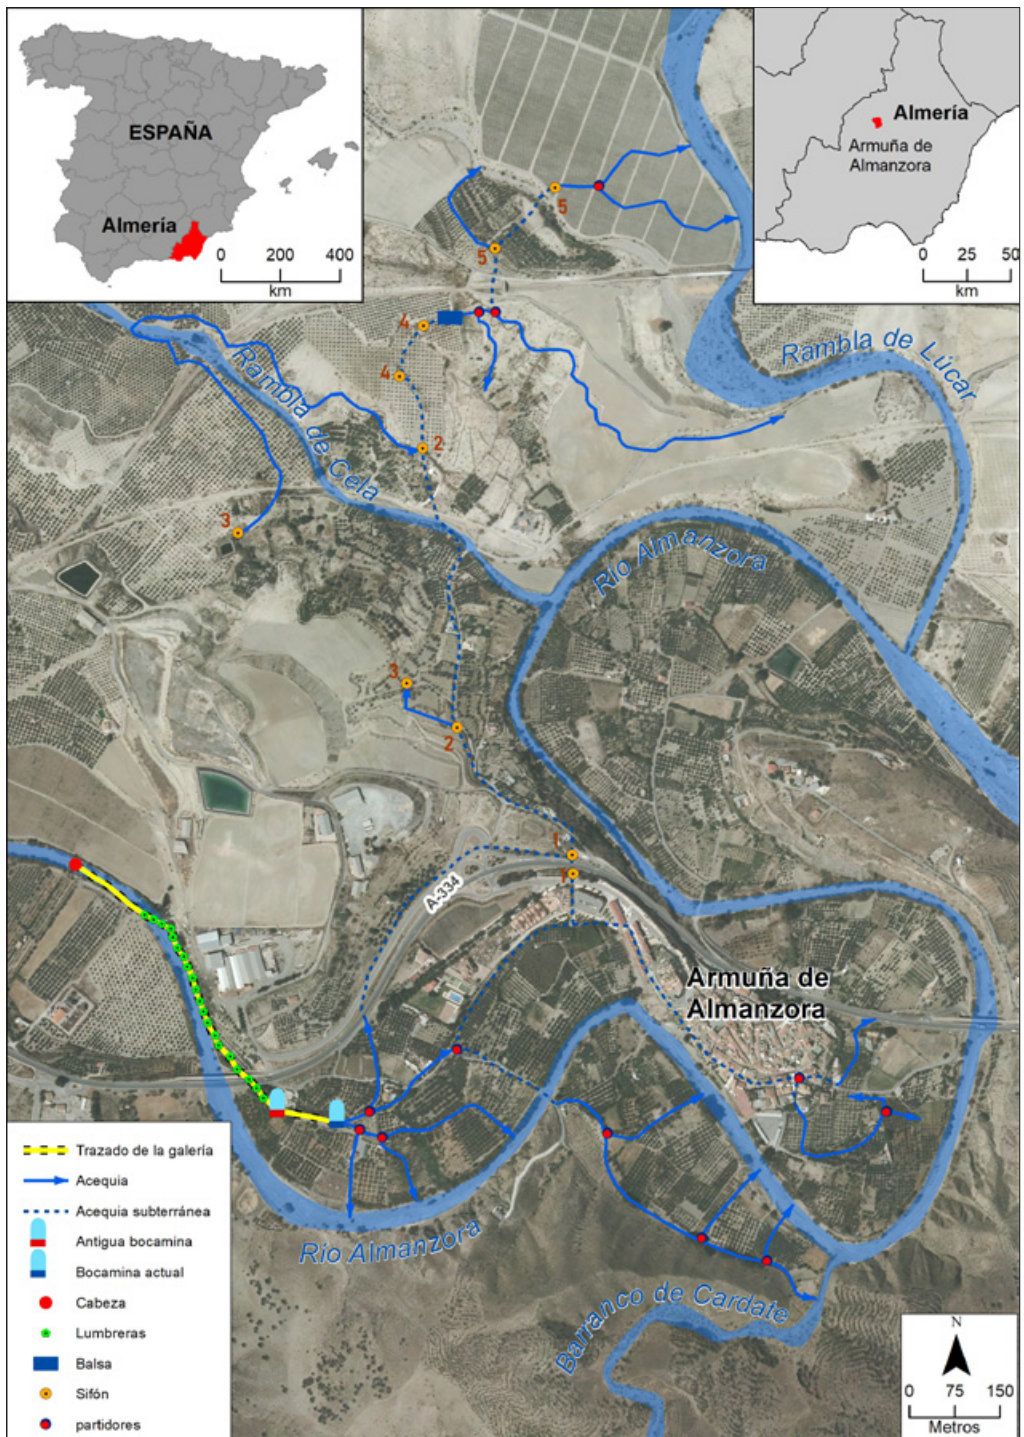 ESPAÑA
Almería
0 200 400
km
Almería
Armuña de
Almanzora
0 25 50
km
5
5
4
4
2
3
3
2
1
1
Rambla de Lúcar
Rambla de Cela
Río Almanzora
A-334
Armuña de
Almanzora
Río Almanzora
Barranco de Cardate
Trazado de la galería
Acequia
Acequia subterránea
Antigua bocamina
Bocamina actual
Cabeza
Lumbreras
Balsa
Sifón
partidores
N
0 75 150
Metros